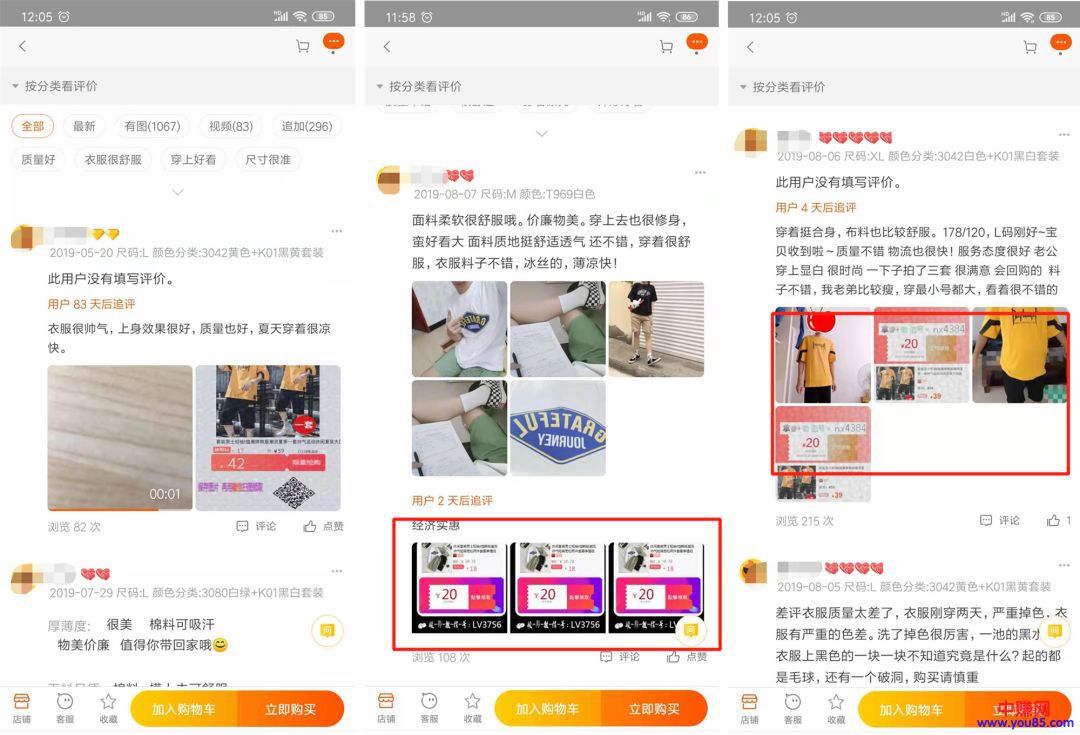 12:05
85
按分类看评价
全部
最新
有图(1067)
视频(83)
追加(296)
质量好
衣服很舒服
穿上好看
尺寸很准
2019-05-20 尺码:L 颜色分类:3042黄色+K01黑黄套装
此用户没有填写评价。
用户 83 天后追评
衣服很帅气，上身效果很好，质量也好，夏天穿着很凉
快。
00:01
一套
42
浏览 82 次
评论
点赞
2019-07-29 尺码:L 颜色分类:3080白绿+K01黑白套装
厚薄度: 很美 棉料可吸汗
物美价廉 值得你带回家哦
问
店铺
客服
收藏
加入购物车
立即购买
11:58
86
按分类看评价
2019-08-07 尺码:M 颜色:T969白色
面料柔软很舒服哦。价廉物美。穿上去也很修身，
蛮好看大 面料质地挺舒适透气 还不错，穿着很舒
服，衣服料子不错，冰丝的，薄凉快！
GRATEFUL
JOURNEY
用户 2 天后追评
经济实惠
¥20
¥20
¥20
LV3756
LV3756
浏览 108 次
评论
点赞
问
店铺
客服
收藏
加入购物车
立即购买
12:05
85
按分类看评价
2019-08-06 尺码:XL 颜色分类:3042白色+K01黑白套装
此用户没有填写评价。
用户 4 天后追评
穿着挺合身，布料也比较舒服。178/120，L码刚好~宝
贝收到啦~质量不错 物流也很快！服务态度很好 老公
穿上显白 很时尚 一下子拍了三套 很满意 会回购的 料
子不错，我老弟比较瘦，穿最小号都大，看着很不错的
nx4384
¥20
39
nx4384
¥20
39
浏览 215 次
评论
1
2019-08-05 尺码:L 颜色分类:3042黄色+K01黑黄套装
差评衣服质量太差了，衣服刚穿两天，严重掉色，衣
服有严重的色差。洗了掉色很厉害，一池的黑水
衣服上黑色的一块一块不知道究竟是什么？起的都
是毛球，还有一个破洞，购买请慎重
问
店铺
客服
收藏
加入购物车
中赚网
www.you85.com